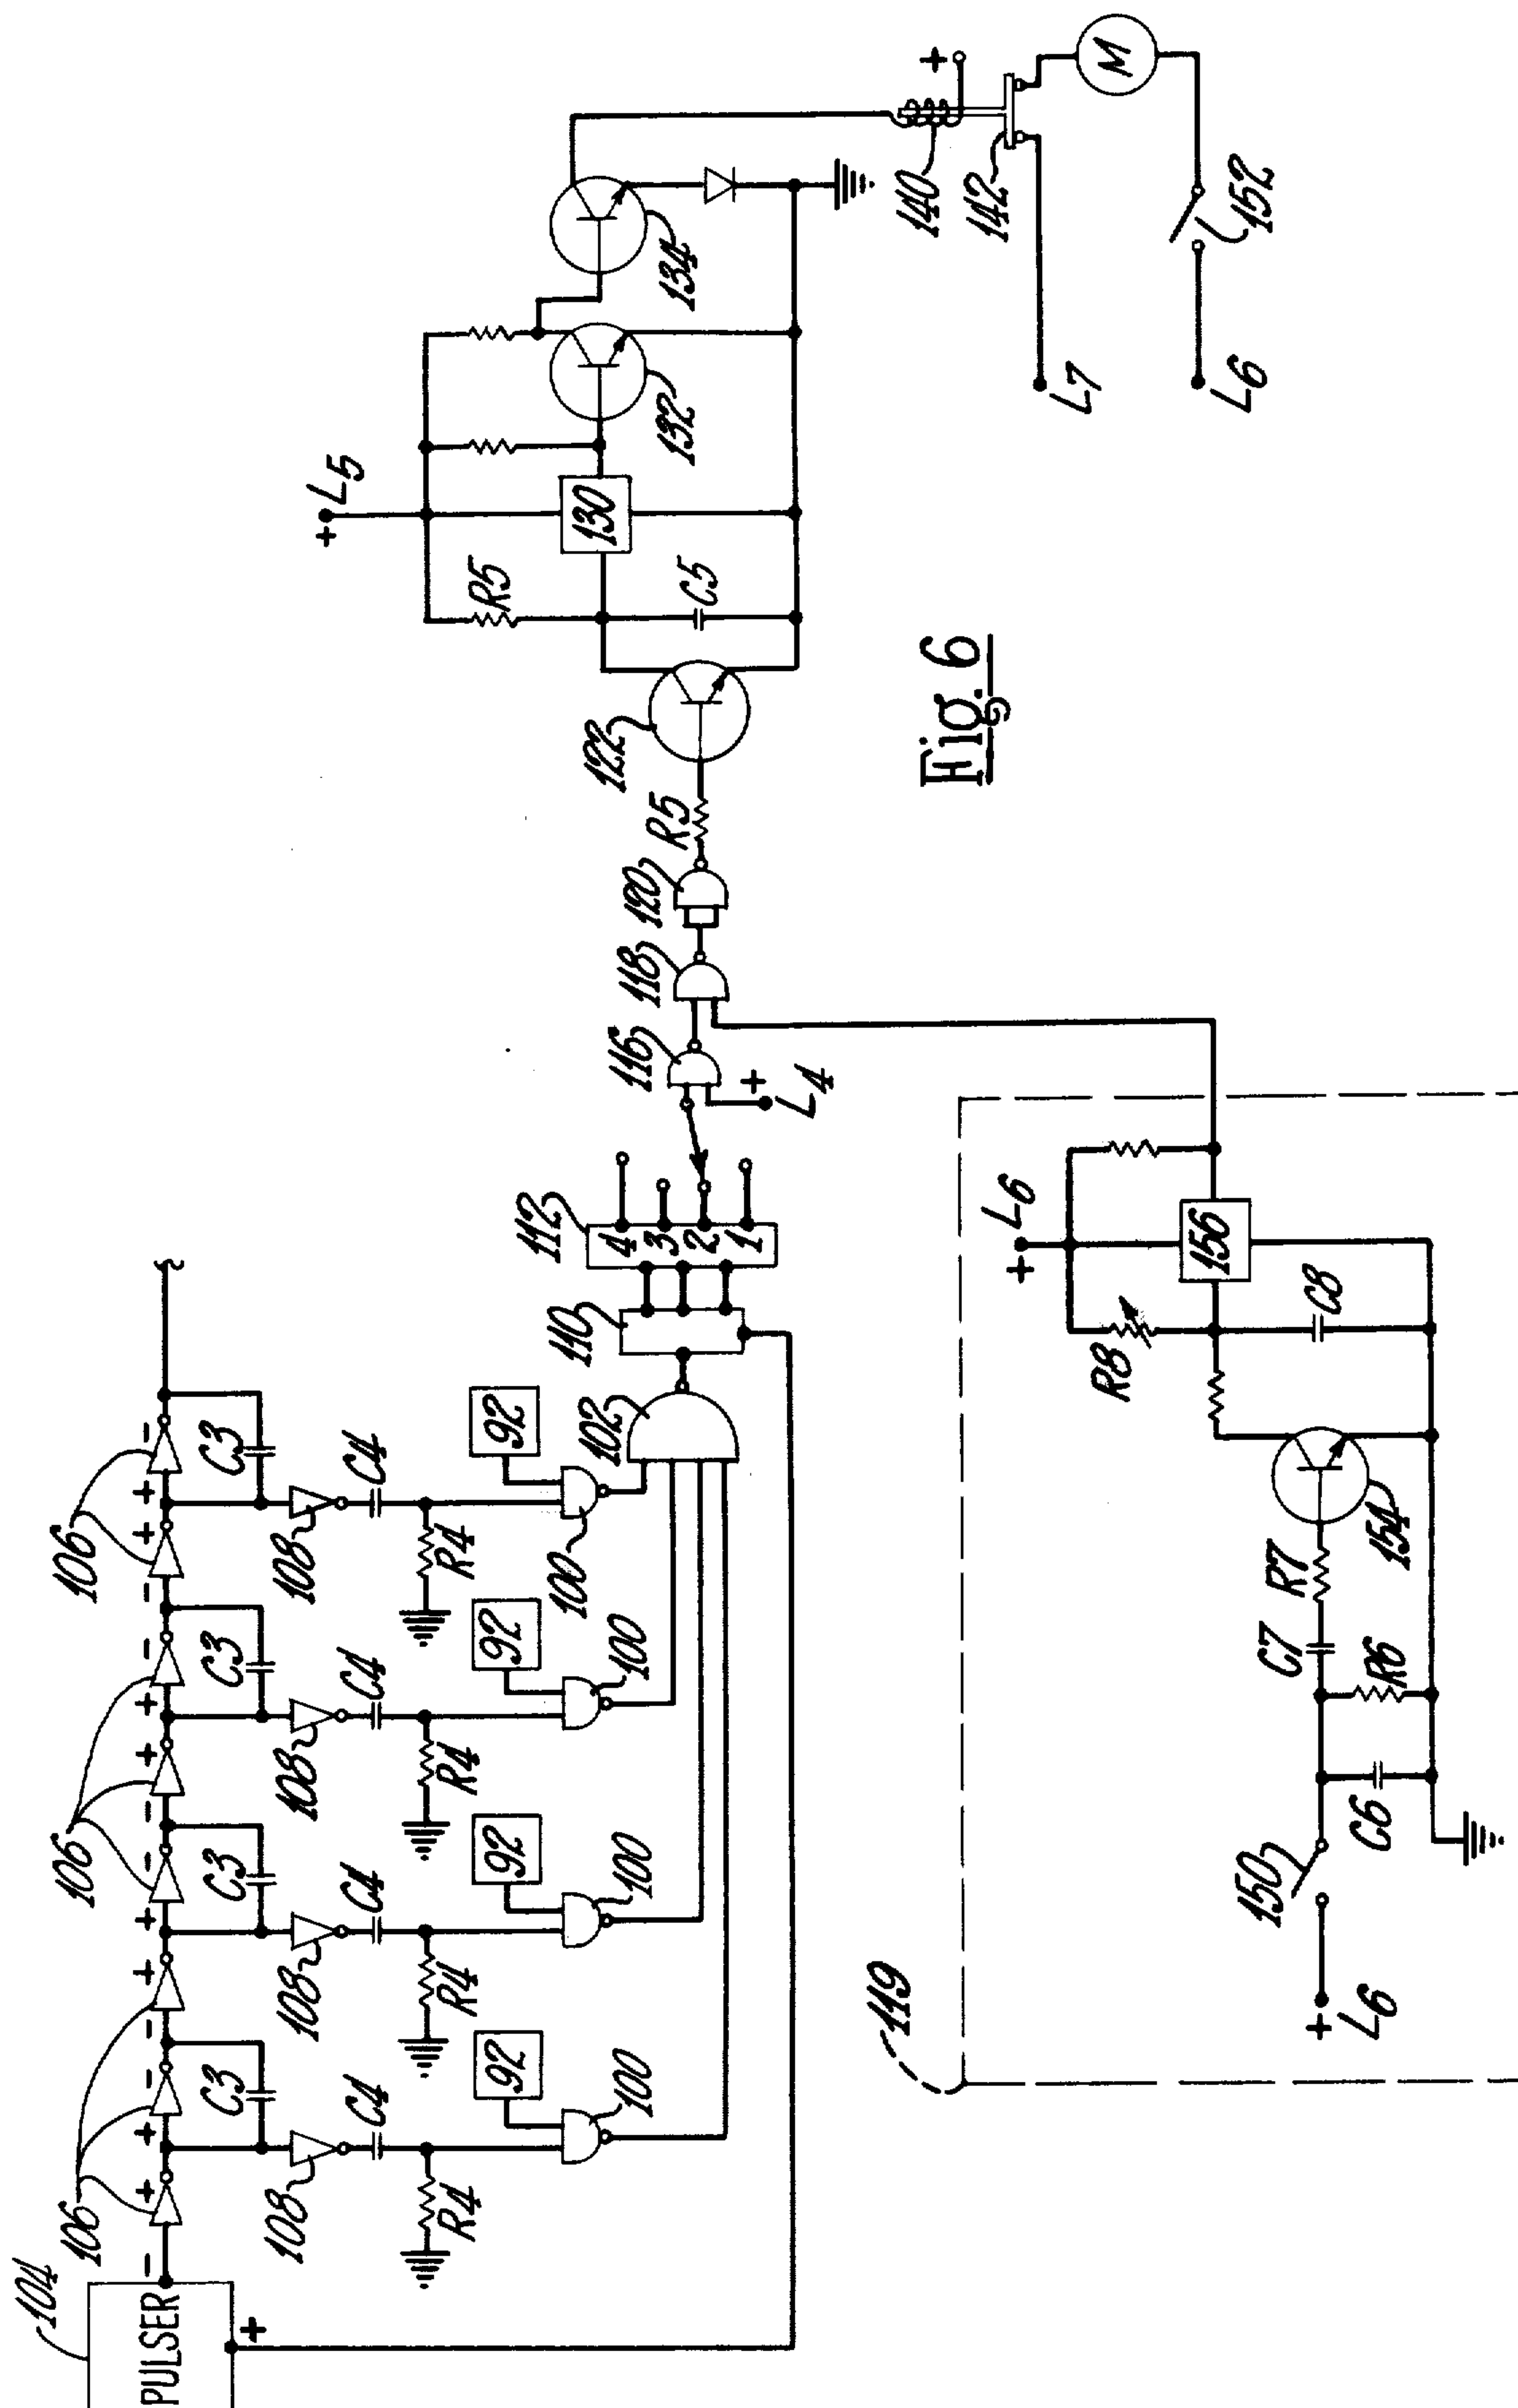 104
PULSER
−
+
106
106
106
− + + − − + + − − + + − − + + −
C3
C3
C3
C3
108
108
108
108
C4
C4
C4
C4
R4
R4
R4
R4
92
92
92
92
100
100
100
100
102
110
112
4
3
2
1
116
+
L4
118
120
R5
122
R5
C5
+
L5
130
132
134
140
+
142
M
152
L7
L6
119
+
L6
150
C6
R6
C7
R7
154
R8
C8
+
L6
156
Fig. 6